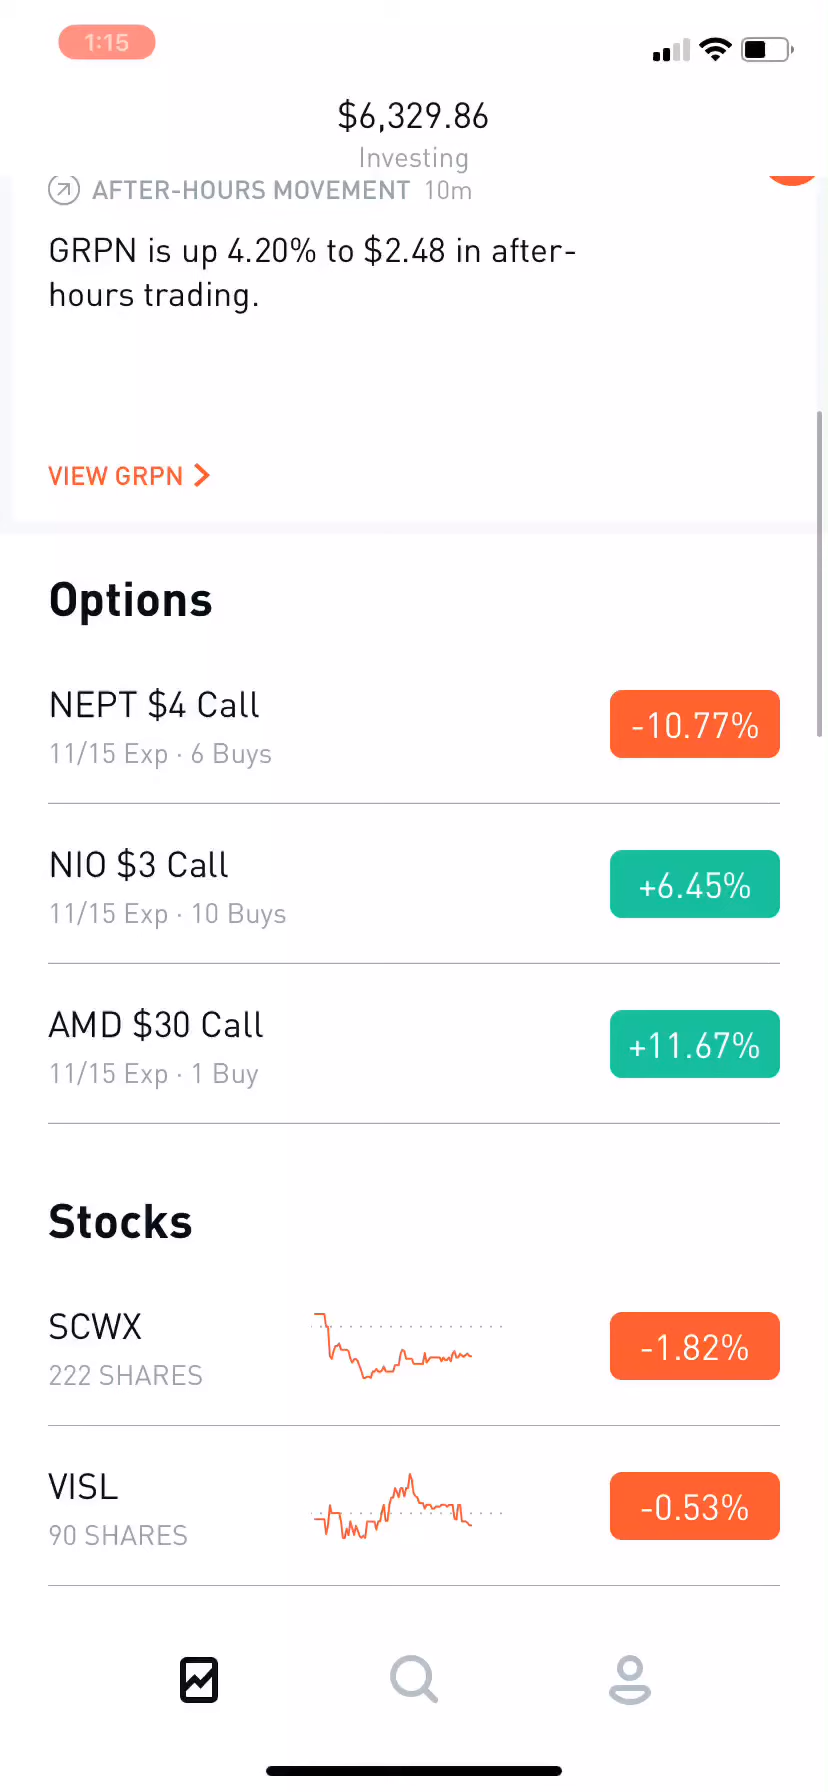 1:15
$6,329.86
Investing
AFTER-HOURS MOVEMENT 10m
GRPN is up 4.20% to $2.48 in after-
hours trading.
VIEW GRPN
Options
NEPT $4 Call
-10.77%
11/15 Exp · 6 Buys
NIO $3 Call
+6.45%
11/15 Exp · 10 Buys
AMD $30 Call
+11.67%
11/15 Exp · 1 Buy
Stocks
SCWX
-1.82%
222 SHARES
VISL
-0.53%
90 SHARES